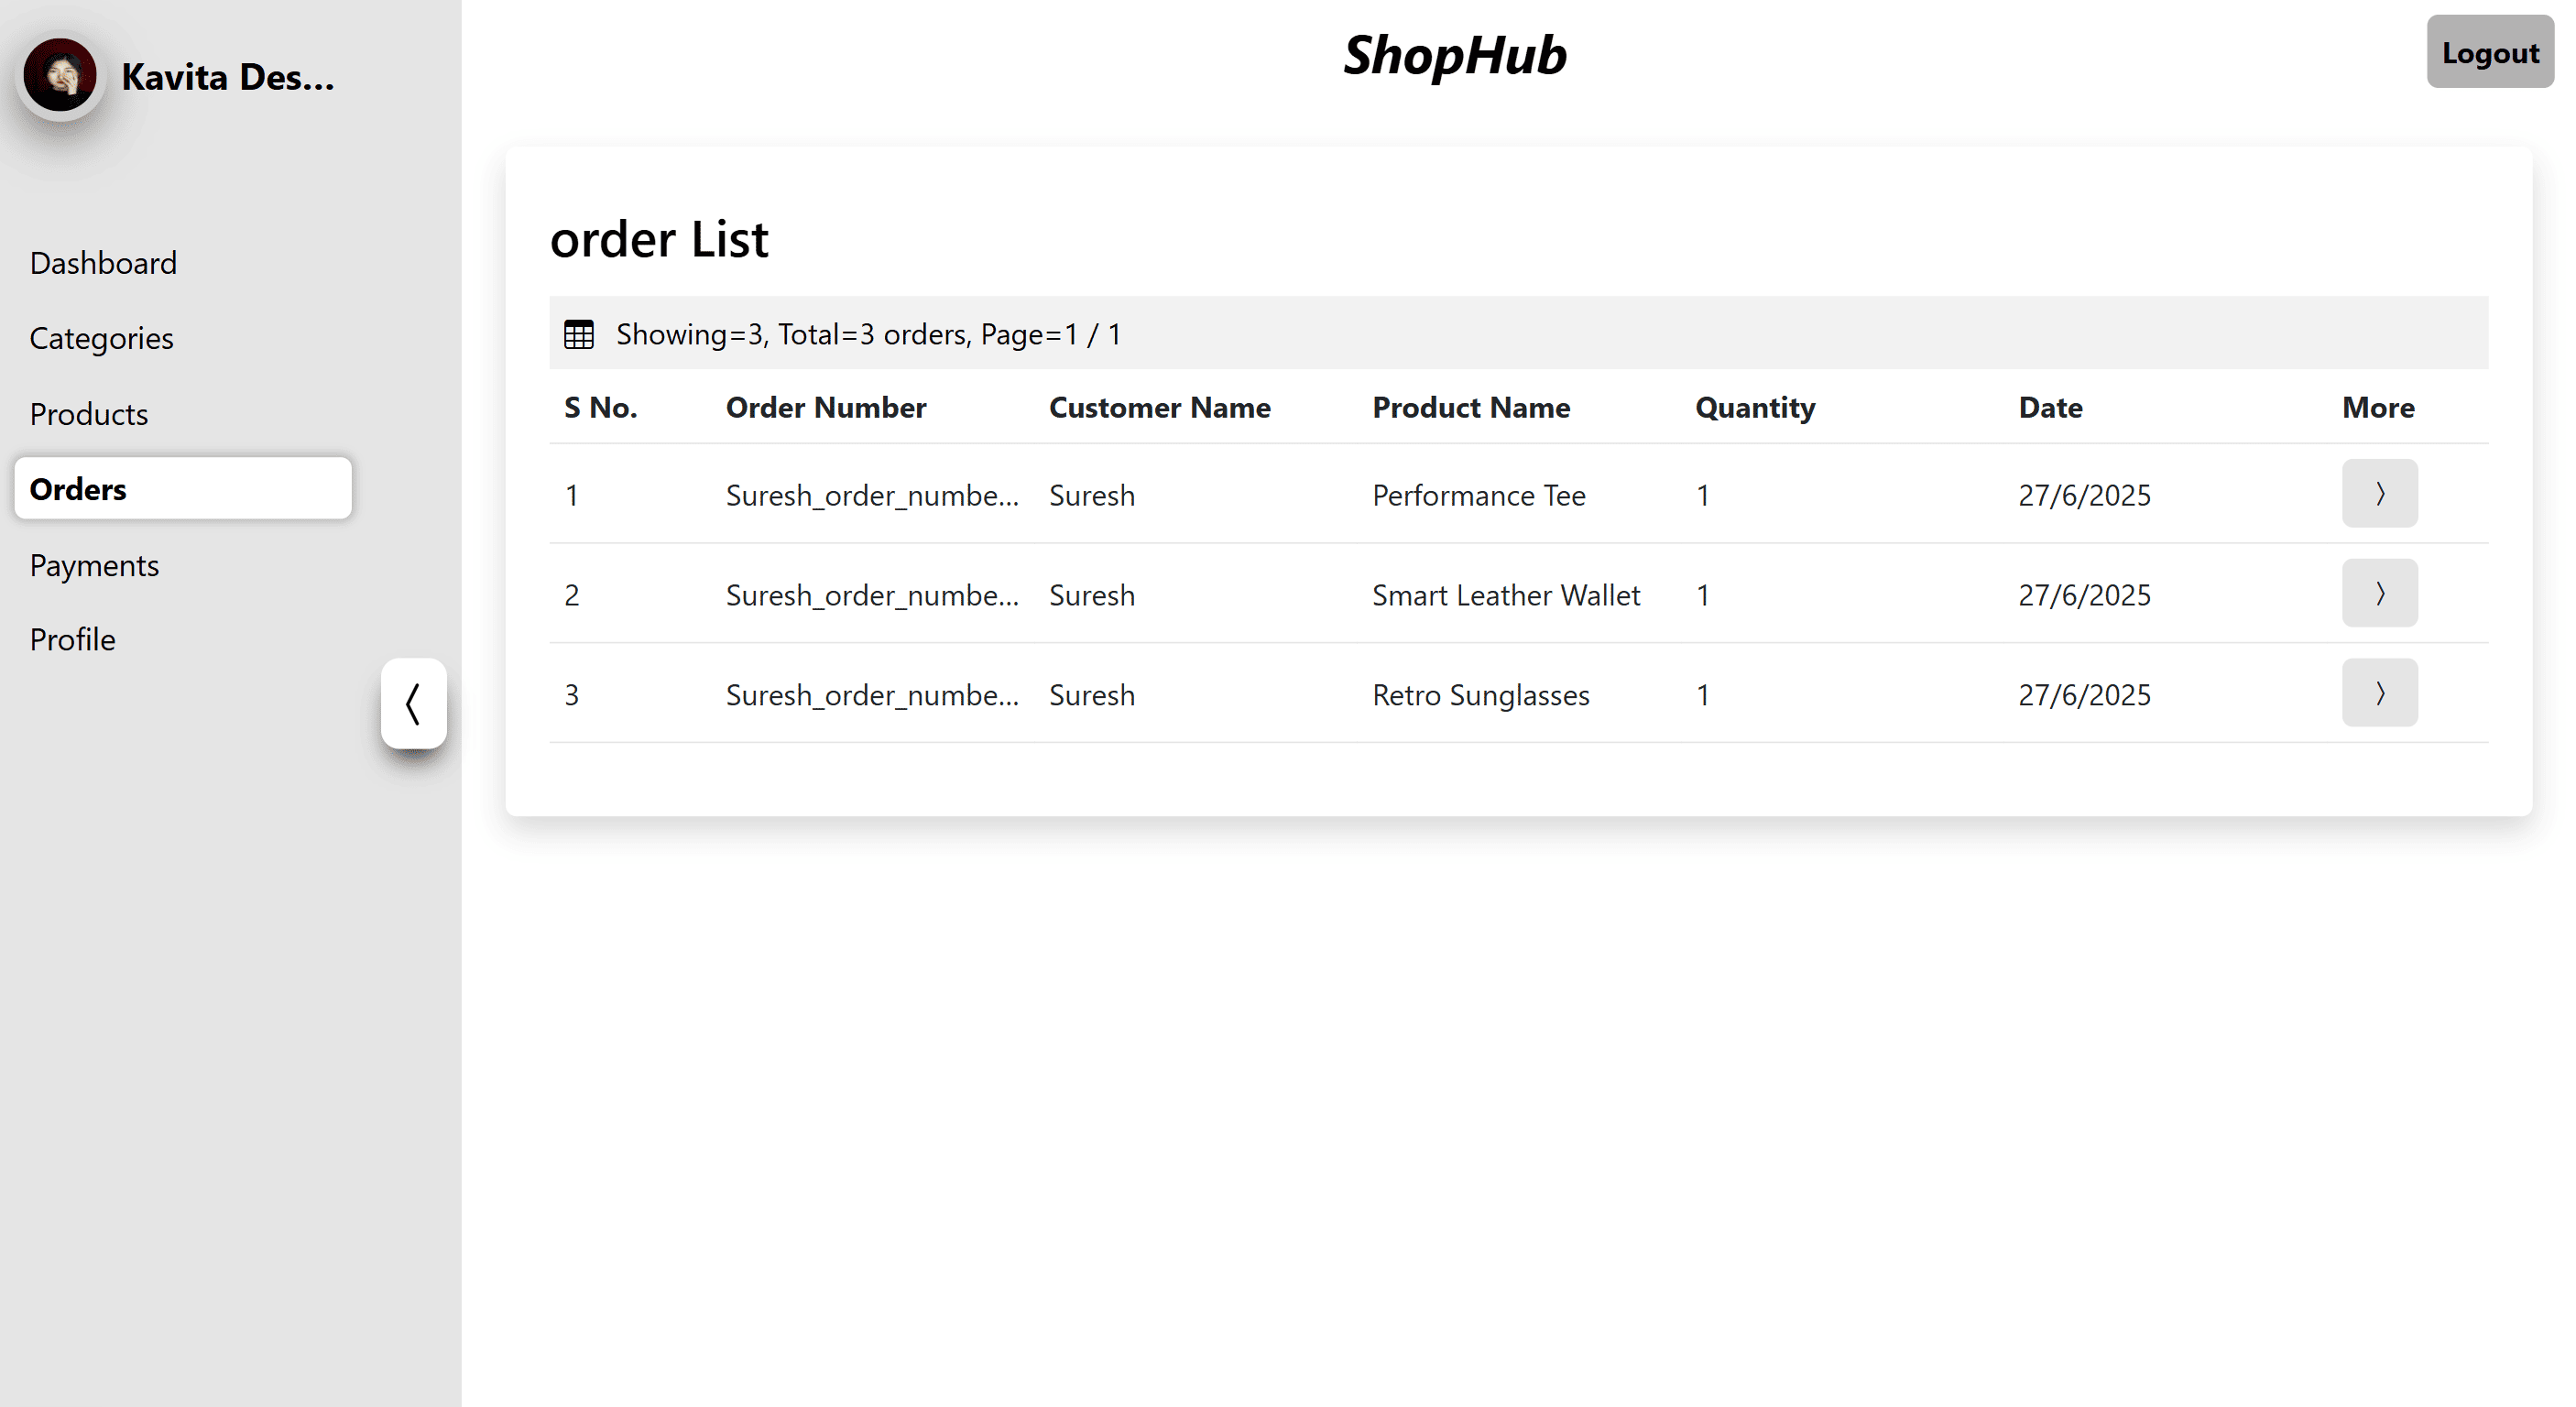 Kavita Des...
ShopHub
Logout
Dashboard
Categories
Products
Orders
Payments
Profile
order List
Showing=3, Total=3 orders, Page=1 / 1
S No. Order Number Customer Name Product Name Quantity Date More
1 Suresh_order_numbe... Suresh Performance Tee 1 27/6/2025
2 Suresh_order_numbe... Suresh Smart Leather Wallet 1 27/6/2025
3 Suresh_order_numbe... Suresh Retro Sunglasses 1 27/6/2025